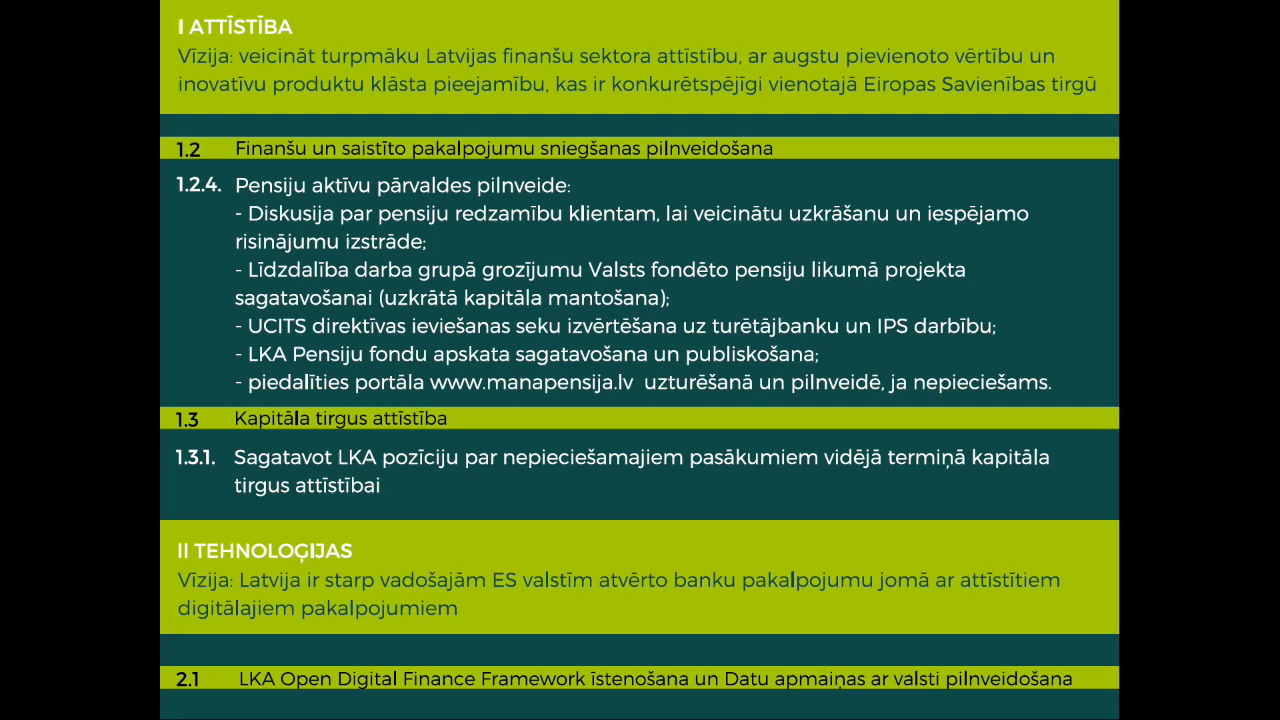 I ATTĪSTĪBA
Vīzija: veicināt turpmāku Latvijas finanšu sektora attīstību, ar augstu pievienoto vērtību un
inovatīvu produktu klāsta pieejamību, kas ir konkurētspējīgi vienotajā Eiropas Savienības tirgū
1.2 Finanšu un saistīto pakalpojumu sniegšanas pilnveidošana
1.2.4. Pensiju aktīvu pārvaldes pilnveide:
- Diskusija par pensiju redzamību klientam, lai veicinātu uzkrāšanu un iespējamo
risinājumu izstrāde;
- Līdzdalība darba grupā grozījumu Valsts fondēto pensiju likumā projekta
sagatavošanai (uzkrātā kapitāla mantošana);
- UCITS direktīvas ieviešanas seku izvērtēšana uz turētājbanku un IPS darbību;
- LKA Pensiju fondu apskata sagatavošana un publiskošana;
- piedalīties portāla www.manapensija.lv uzturēšanā un pilnveidē, ja nepieciešams.
1.3 Kapitāla tirgus attīstība
1.3.1. Sagatavot LKA pozīciju par nepieciešamajiem pasākumiem vidējā termiņā kapitāla
tirgus attīstībai
II TEHNOLOĢIJAS
Vīzija: Latvija ir starp vadošajām ES valstīm atvērto banku pakalpojumu jomā ar attīstītiem
digitālajiem pakalpojumiem
2.1 LKA Open Digital Finance Framework īstenošana un Datu apmaiņas ar valsti pilnveidošana